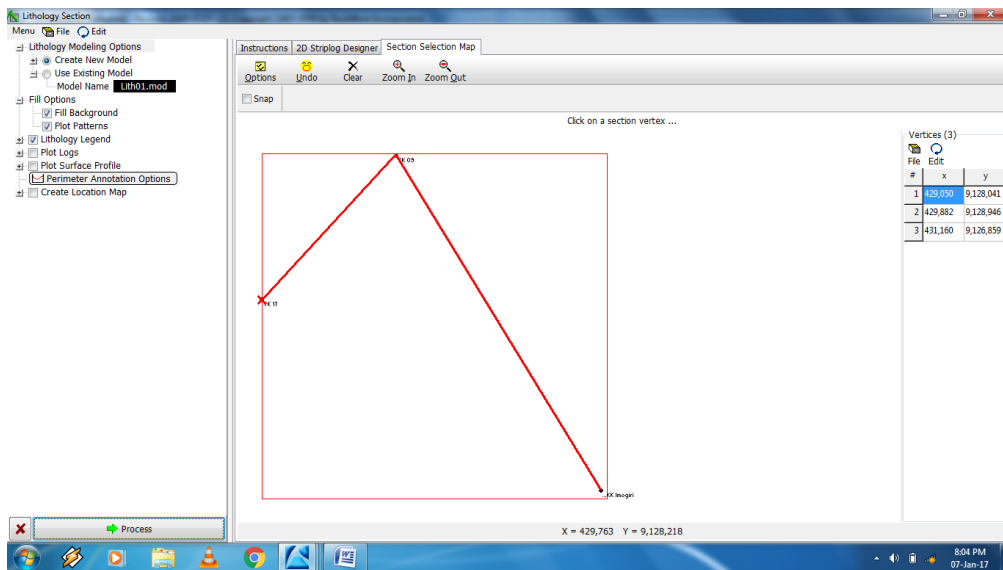 Lithology Section
Menu File Edit
Lithology Modeling Options
Create New Model
Use Existing Model
Model Name Lith01.mod
Fill Options
Fill Background
Plot Patterns
Lithology Legend
Plot Logs
Plot Surface Profile
Perimeter Annotation Options
Create Location Map
Process
Instructions 2D Striplog Designer Section Selection Map
Options Undo Clear Zoom In Zoom Out
Snap
Click on a section vertex ...
YK 17
KK Imogiri
X = 429,763 Y = 9,128,218
Vertices (3)
File Edit
# x y
1 429,050 9,128,041
2 429,882 9,128,946
3 431,160 9,126,859
8:04 PM
07-Jan-17